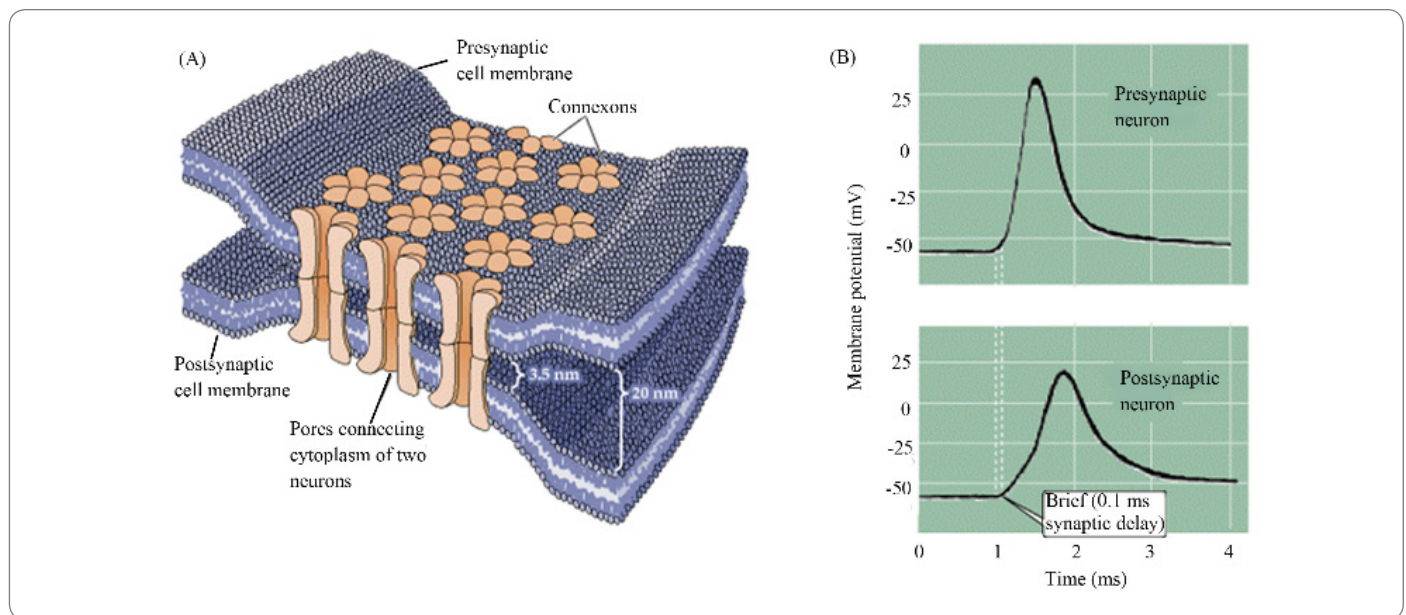 (A)
Presynaptic
cell membrane
Connexons
3.5 nm
20 nm
Postsynaptic
cell membrane
Pores connecting
cytoplasm of two
neurons
(B)
Membrane potential (mV)
25
0
-25
-50
Presynaptic
neuron
25
0
-25
-50
Postsynaptic
neuron
Brief (0.1 ms
synaptic delay)
0 1 2 3 4
Time (ms)